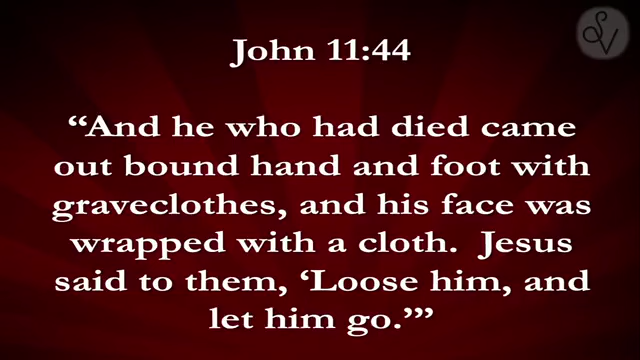 SV
John 11:44
“And he who had died came
out bound hand and foot with
graveclothes, and his face was
wrapped with a cloth.  Jesus
said to them, ‘Loose him, and
let him go.’”